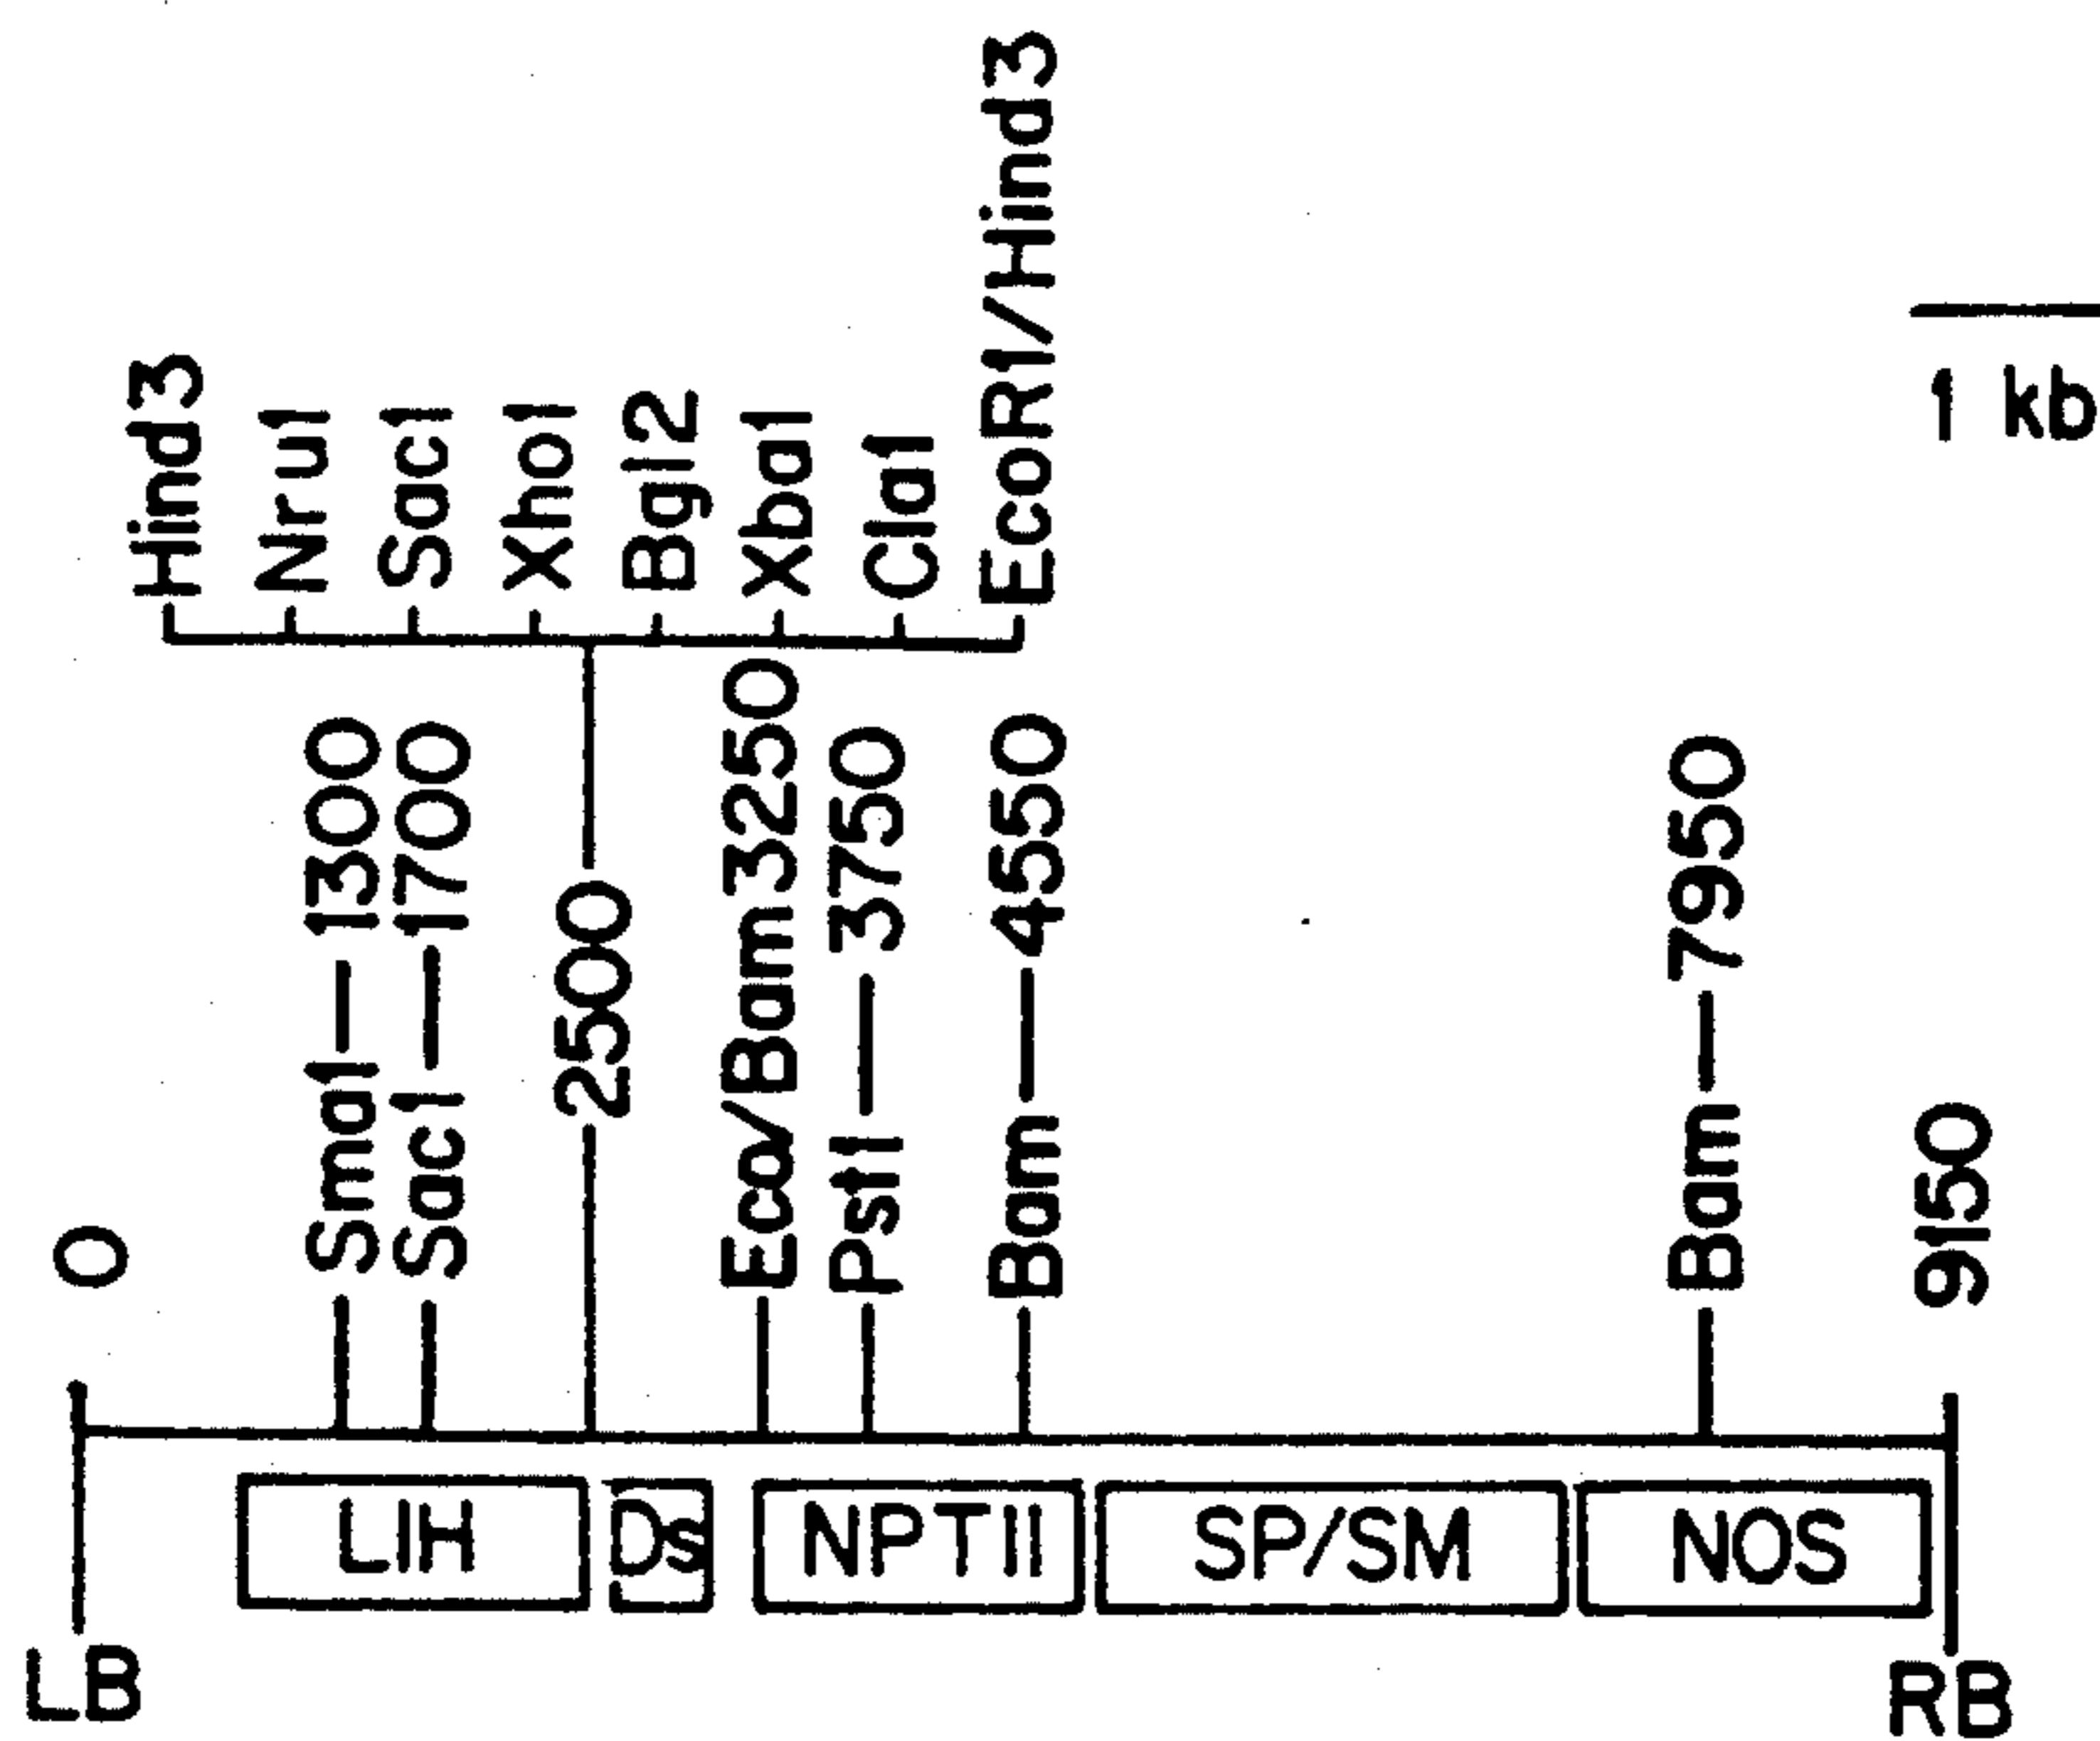 Hind3
Nru1
Sac1
Xho1
Bgl2
Xba1
Cla1
EcoR1/Hind3
1 kb
0
Sma1 — 1300
Sac1 — 1700
2500
Eco/Bam3250
Pst1 — 3750
Bam — 4550
Bam — 7950
9150
LIH
Ds
NPTII
SP/SM
NOS
LB
RB